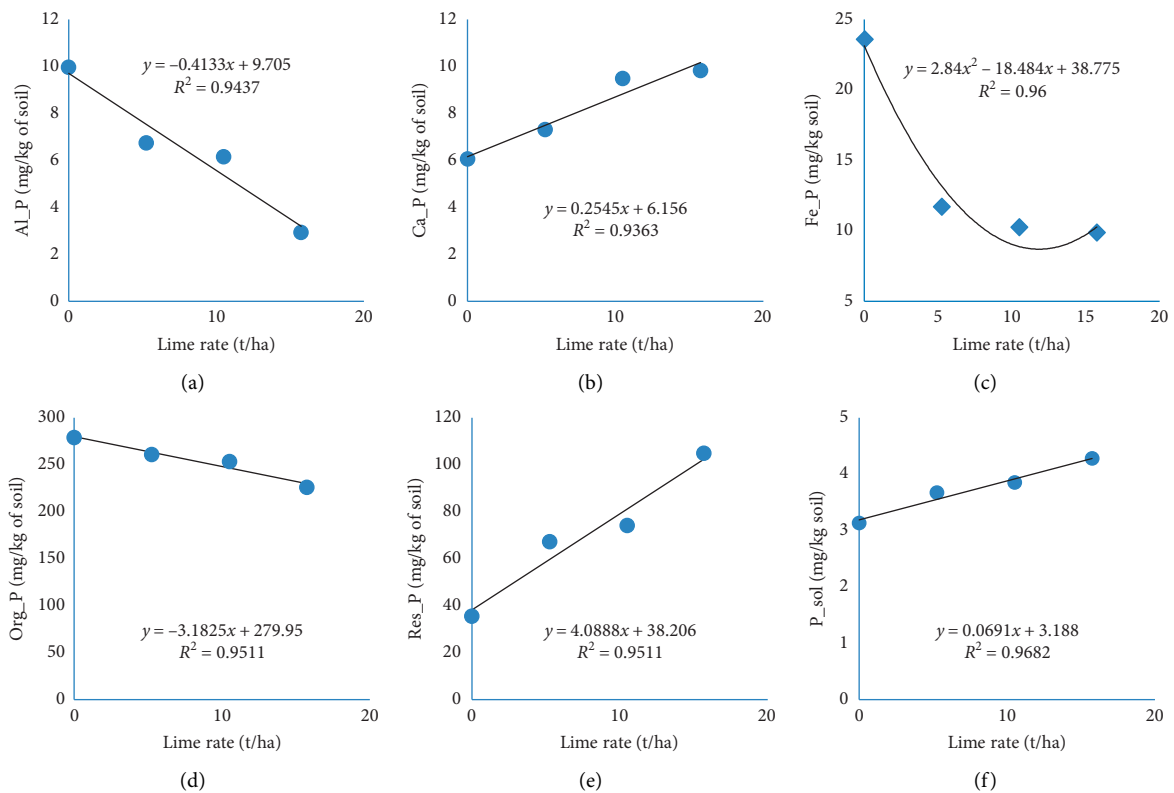 12
10
8
6
4
2
0
Al_P (mg/kg of soil)
y = –0.4133x + 9.705
R² = 0.9437
0 10 20
Lime rate (t/ha)
(a)
12
10
8
6
4
2
0
Ca_P (mg/kg of soil)
y = 0.2545x + 6.156
R² = 0.9363
0 10 20
Lime rate (t/ha)
(b)
25
20
15
10
5
Fe_P (mg/kg soil)
y = 2.84x² – 18.484x + 38.775
R² = 0.96
0 5 10 15 20
Lime rate (t/ha)
(c)
300
250
200
150
100
50
0
Org_P (mg/kg of soil)
y = –3.1825x + 279.95
R² = 0.9511
0 10 20
Lime rate (t/ha)
(d)
120
100
80
60
40
20
0
Res_P (mg/kg of soil)
y = 4.0888x + 38.206
R² = 0.9511
0 10 20
Lime rate (t/ha)
(e)
5
4
3
2
1
0
P_sol (mg/kg soil)
y = 0.0691x + 3.188
R² = 0.9682
0 10 20
Lime rate (t/ha)
(f)